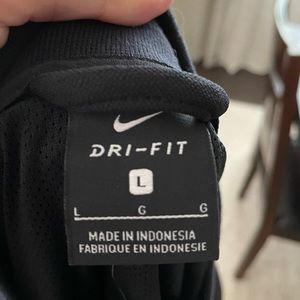 DRI-FIT
L
L G G
MADE IN INDONESIA
FABRIQUE EN INDONESIE